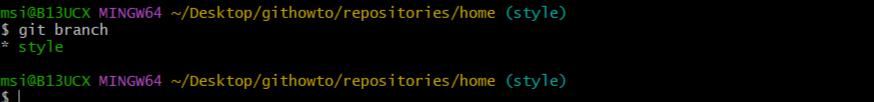 msi@B13UCX MINGW64 ~/Desktop/githowto/repositories/home (style)
$ git branch
* style
msi@B13UCX MINGW64 ~/Desktop/githowto/repositories/home (style)
$